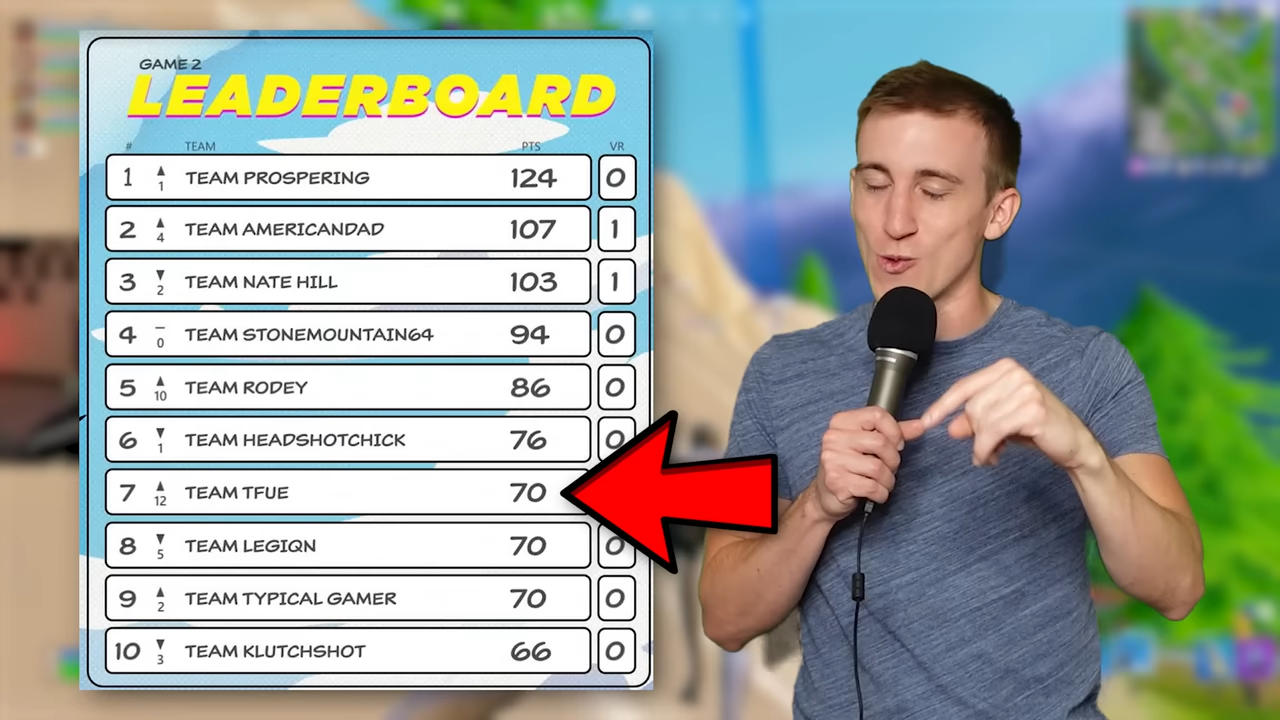 GAME 2
LEADERBOARD
# TEAM PTS VR
1 ▲ 1 TEAM PROSPERING 124 0
2 ▲ 4 TEAM AMERICANDAD 107 1
3 ▼ 2 TEAM NATE HILL 103 1
4 – 0 TEAM STONEMOUNTAIN64 94 0
5 ▲ 10 TEAM RODEY 86 0
6 ▼ 1 TEAM HEADSHOTCHICK 76 0
7 ▲ 12 TEAM TFUE 70
8 ▼ 5 TEAM LEGIQN 70 0
9 ▲ 2 TEAM TYPICAL GAMER 70 0
10 ▼ 3 TEAM KLUTCHSHOT 66 0